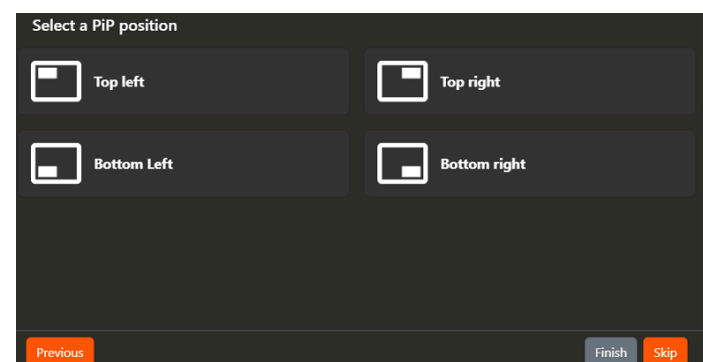 Select a PiP position
Top left
Top right
Bottom Left
Bottom right
Previous
Finish
Skip